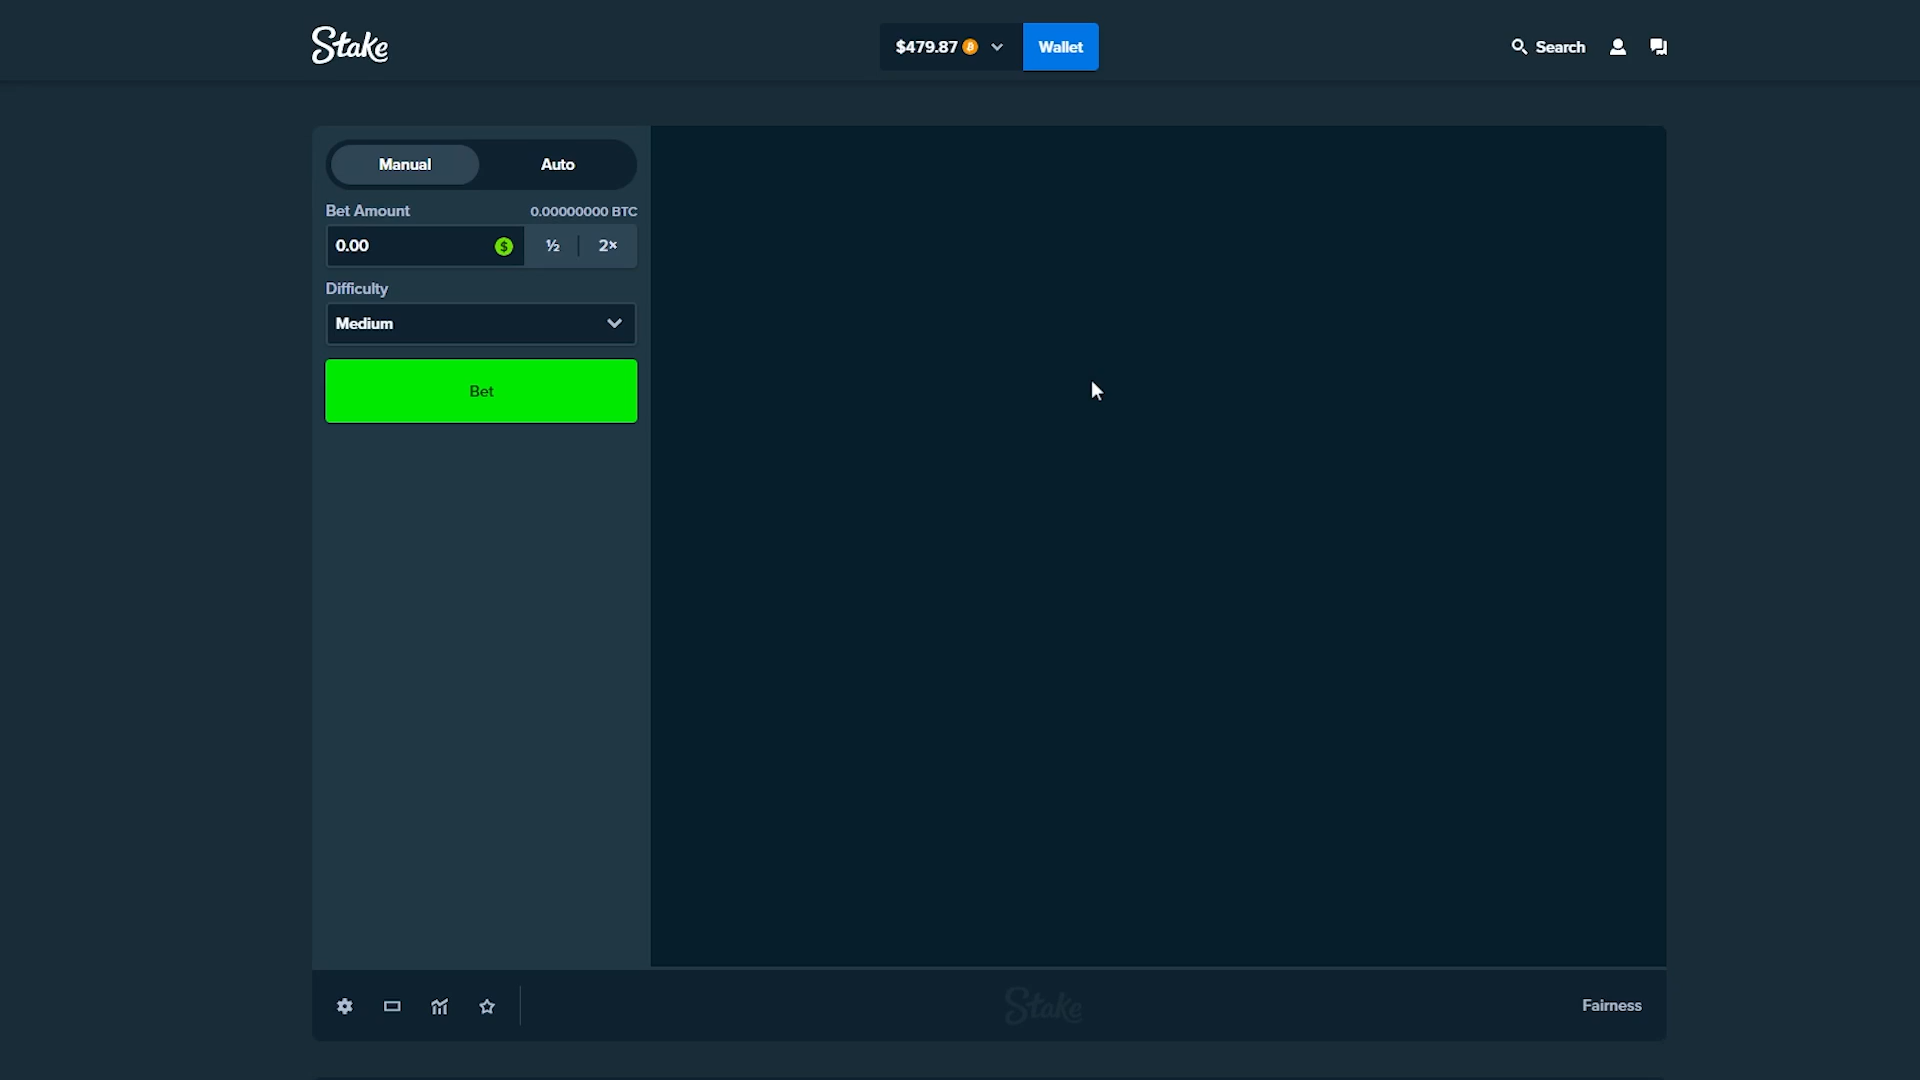 Stake
$479.87
Wallet
Search
Manual
Auto
Bet Amount
0.00000000 BTC
0.00
$
½
2×
Difficulty
Medium
Bet
Stake
Fairness